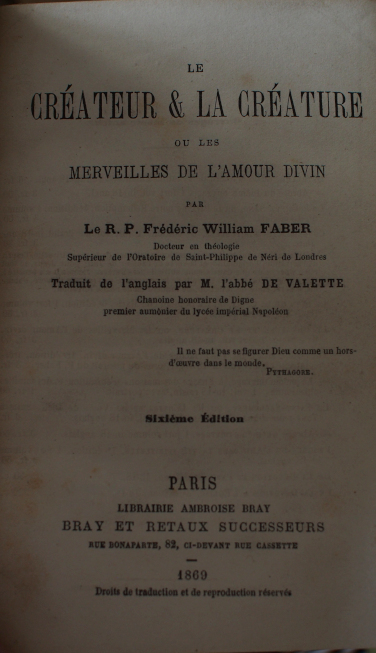 LE
CRÉATEUR & LA CRÉATURE
OU LES
MERVEILLES DE L'AMOUR DIVIN
PAR
Le R. P. Frédéric William FABER
Docteur en théologie
Supérieur de l'Oratoire de Saint-Philippe de Néri de Londres
Traduit de l'anglais par M. l'abbé DE VALETTE
Chanoine honoraire de Digne
premier aumônier du lycée impérial Napoléon
Il ne faut pas se figurer Dieu comme un hors-
d'œuvre dans le monde.
PYTHAGORE.
Sixième Édition
PARIS
LIBRAIRIE AMBROISE BRAY
BRAY ET RETAUX SUCCESSEURS
RUE BONAPARTE, 82, CI-DEVANT RUE CASSETTE
1869
Droits de traduction et de reproduction réservés